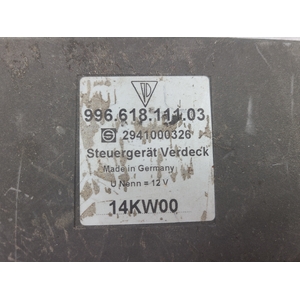 996.618.111.03
2941000326
Steuergerät Verdeck
Made in Germany
U Nenn = 12 V
14KW00